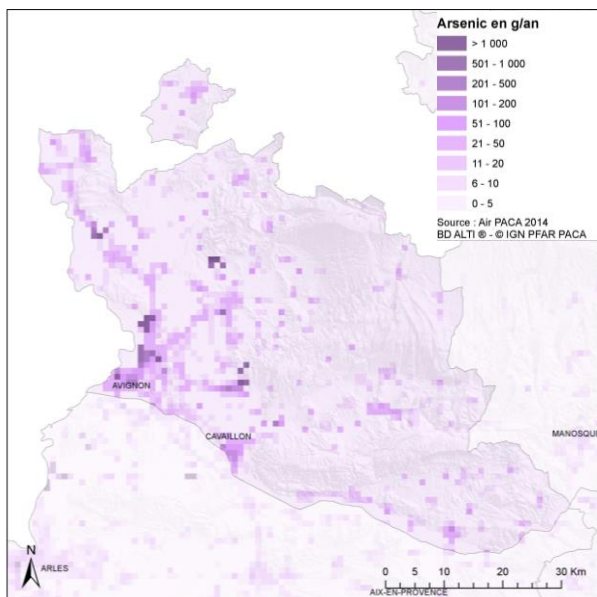 Arsenic en g/an
> 1 000
501 - 1 000
201 - 500
101 - 200
51 - 100
21 - 50
11 - 20
6 - 10
0 - 5
Source : Air PACA 2014
BD ALTI ® - © IGN PFAR PACA
AVIGNON
CAVAILLON
MANOSQU
N
ARLES
0 5 10 20 30 Km
AIX-EN-PROVENCE